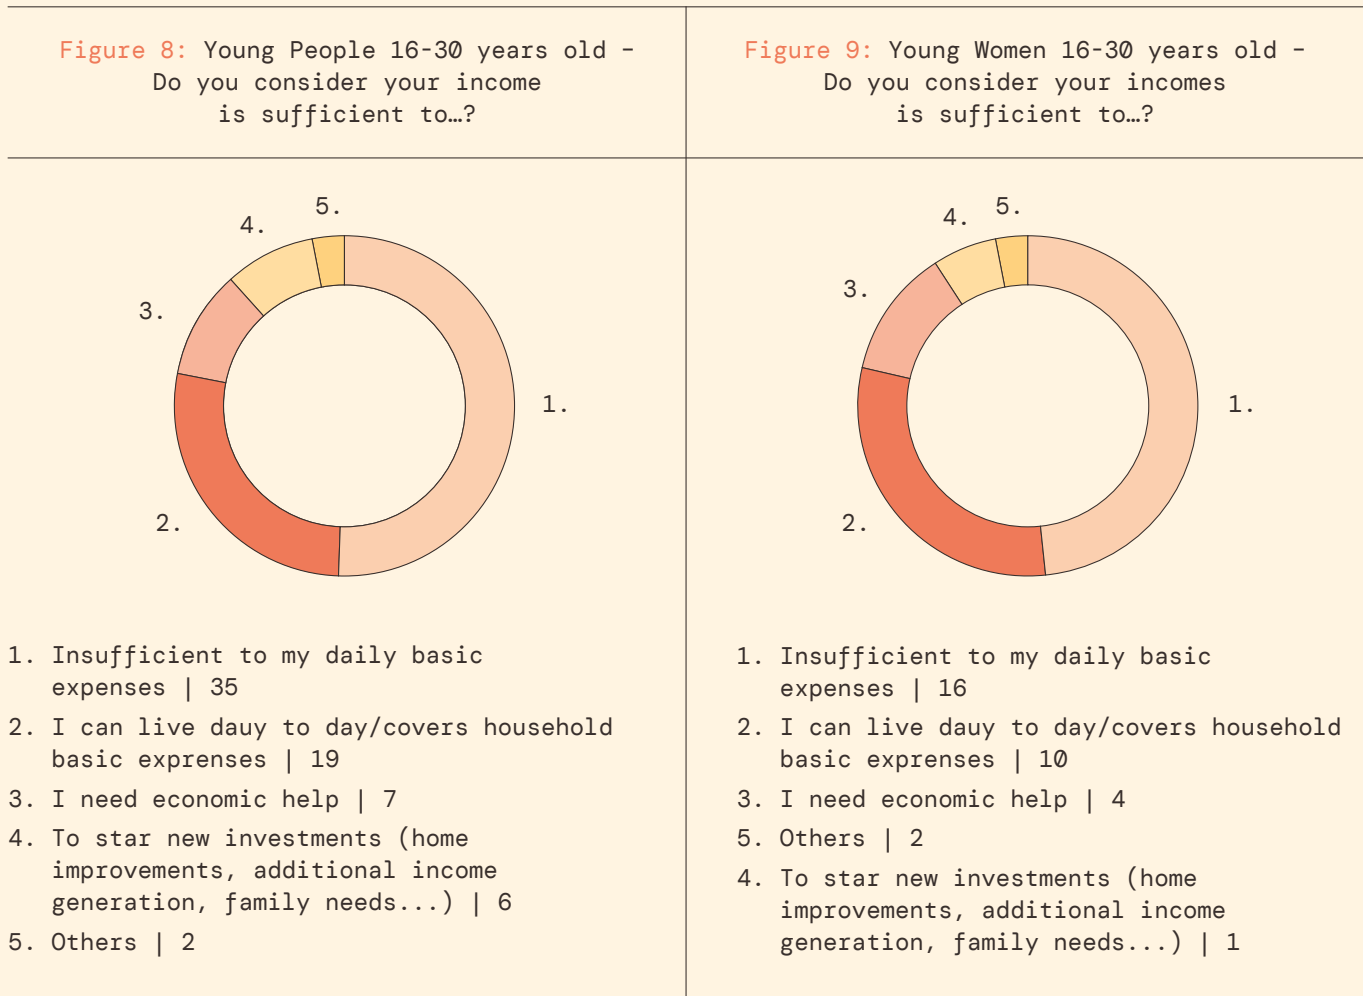 Figure 8: Young People 16-30 years old -
Do you consider your income
is sufficient to…?
5.
4.
3.
1.
2.
1. Insufficient to my daily basic
expenses | 35
2. I can live dauy to day/covers household
basic exprenses | 19
3. I need economic help | 7
4. To star new investments (home
improvements, additional income
generation, family needs...) | 6
5. Others | 2
Figure 9: Young Women 16-30 years old -
Do you consider your incomes
is sufficient to…?
5.
4.
3.
1.
2.
1. Insufficient to my daily basic
expenses | 16
2. I can live dauy to day/covers household
basic exprenses | 10
3. I need economic help | 4
5. Others | 2
4. To star new investments (home
improvements, additional income
generation, family needs...) | 1